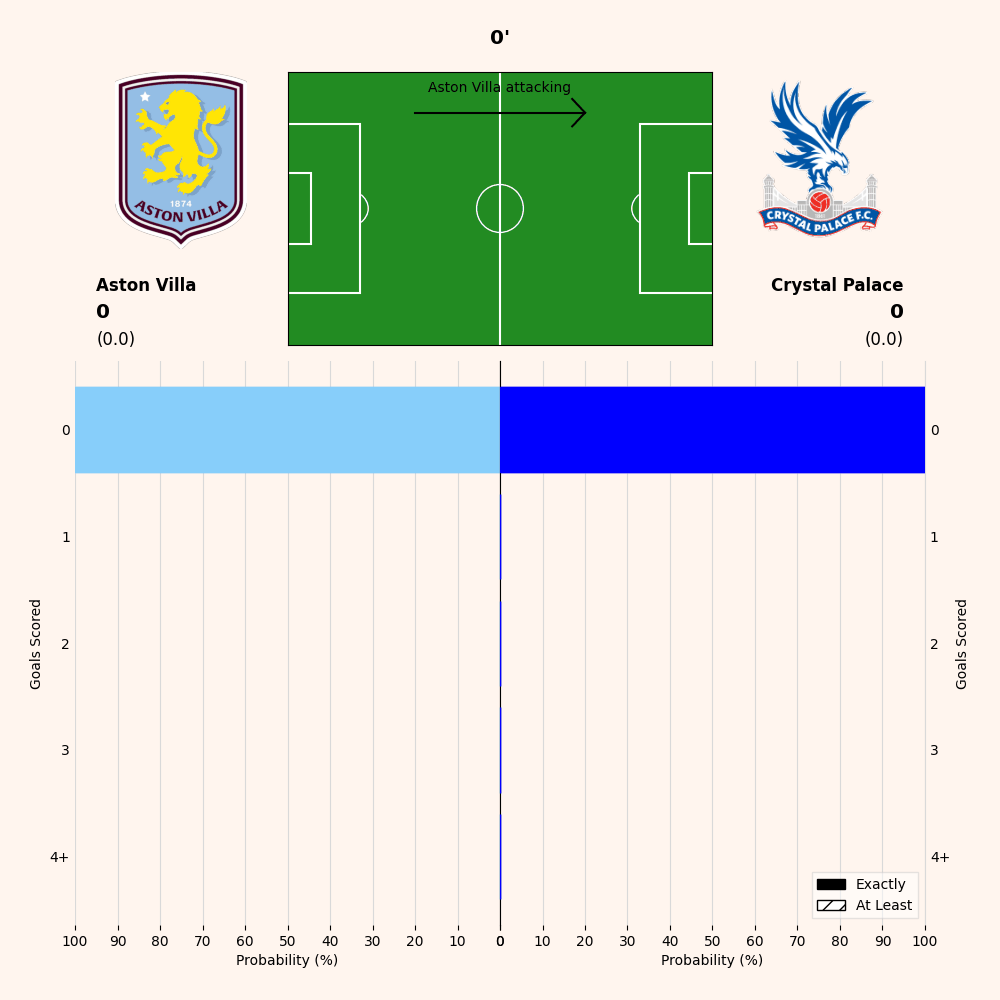 0'
Aston Villa attacking
1874
ASTON VILLA
CRYSTAL PALACE F.C.
Aston Villa
0
(0.0)
Crystal Palace
0
(0.0)
0
1
2
3
4+
Goals Scored
0
1
2
3
4+
Goals Scored
Exactly
At Least
100 90 80 70 60 50 40 30 20 10 0 10 20 30 40 50 60 70 80 90 100
Probability (%)
Probability (%)